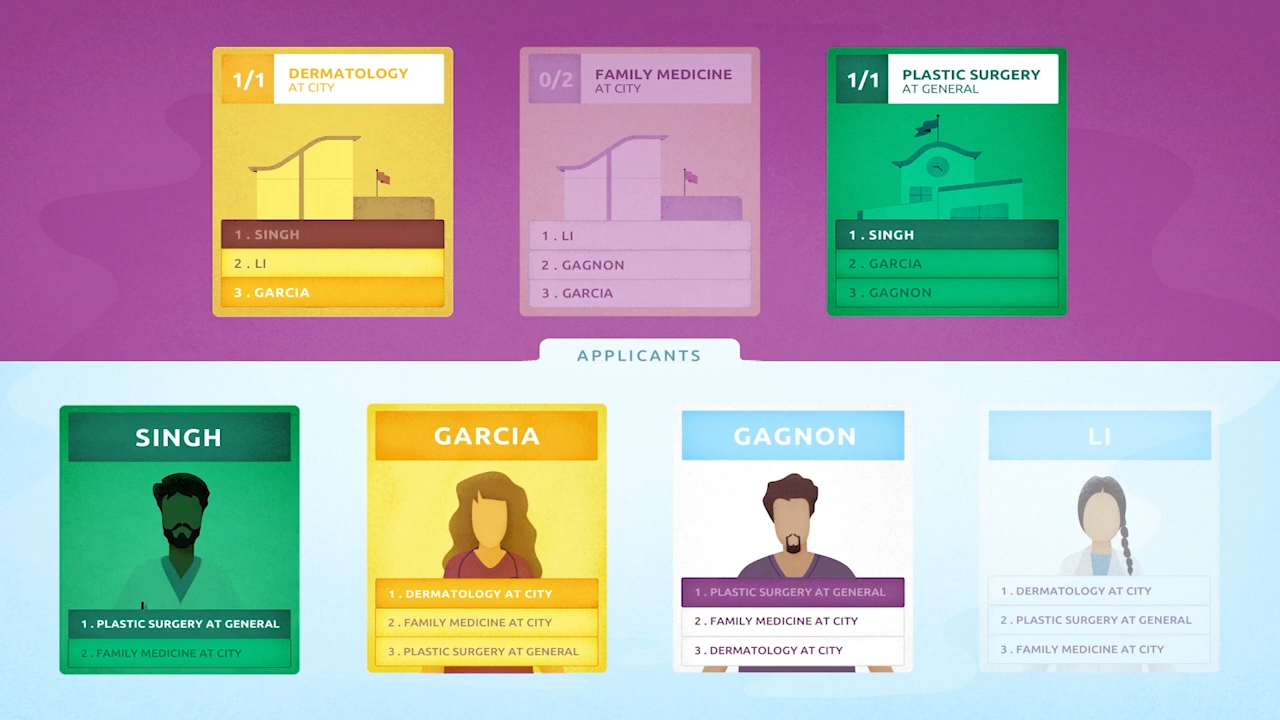 1/1 DERMATOLOGY
AT CITY
1 . SINGH
2 . LI
3 . GARCIA
0/2 FAMILY MEDICINE
AT CITY
1 . LI
2 . GAGNON
3 . GARCIA
1/1 PLASTIC SURGERY
AT GENERAL
1 . SINGH
2 . GARCIA
3 . GAGNON
APPLICANTS
SINGH
1 . PLASTIC SURGERY AT GENERAL
2 . FAMILY MEDICINE AT CITY
GARCIA
1 . DERMATOLOGY AT CITY
2 . FAMILY MEDICINE AT CITY
3 . PLASTIC SURGERY AT GENERAL
GAGNON
1 . PLASTIC SURGERY AT GENERAL
2 . FAMILY MEDICINE AT CITY
3 . DERMATOLOGY AT CITY
LI
1 . DERMATOLOGY AT CITY
2 . PLASTIC SURGERY AT GENERAL
3 . FAMILY MEDICINE AT CITY